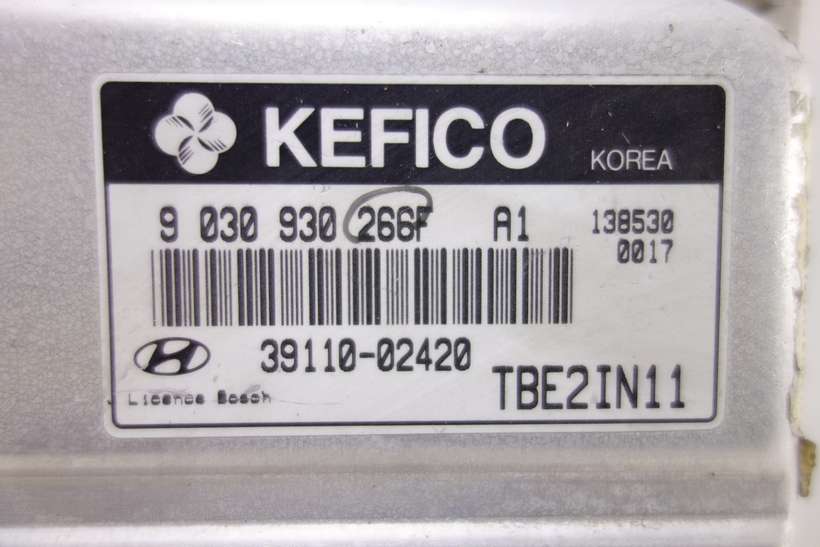 KEFICO KOREA
9 030 930 266F A1 138530
0017
39110-02420
TBE2IN11
Licence Bosch